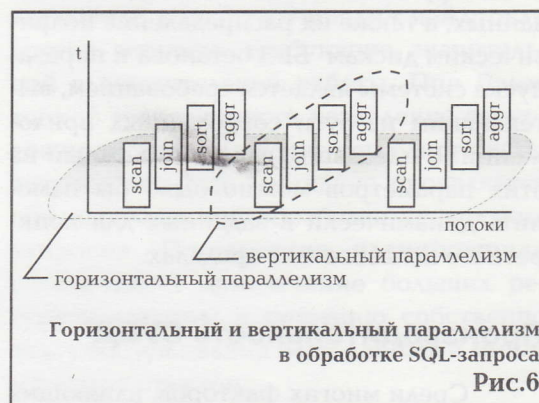 t
scan join sort aggr scan join sort aggr scan join sort aggr
потоки
вертикальный параллелизм
горизонтальный параллелизм
Горизонтальный и вертикальный параллелизм
в обработке SQL-запроса
Рис.6